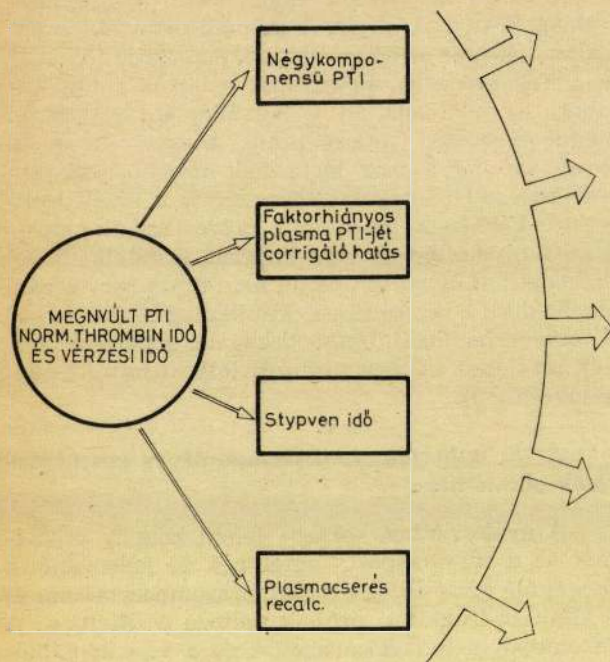 Négykompo-
nensü PTI
Faktorhiányos
plasma PTI-jét
corrigáló hatás
MEGNYÚLT PTI
NORM.THROMBIN IDŐ
ÉS VÉRZÉSI IDŐ
Stypven idő
Plasmacserés
recalc.